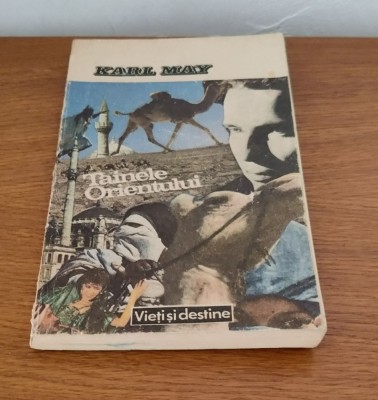 KARL MAY
Tainele
Orientului
Vieți și destine